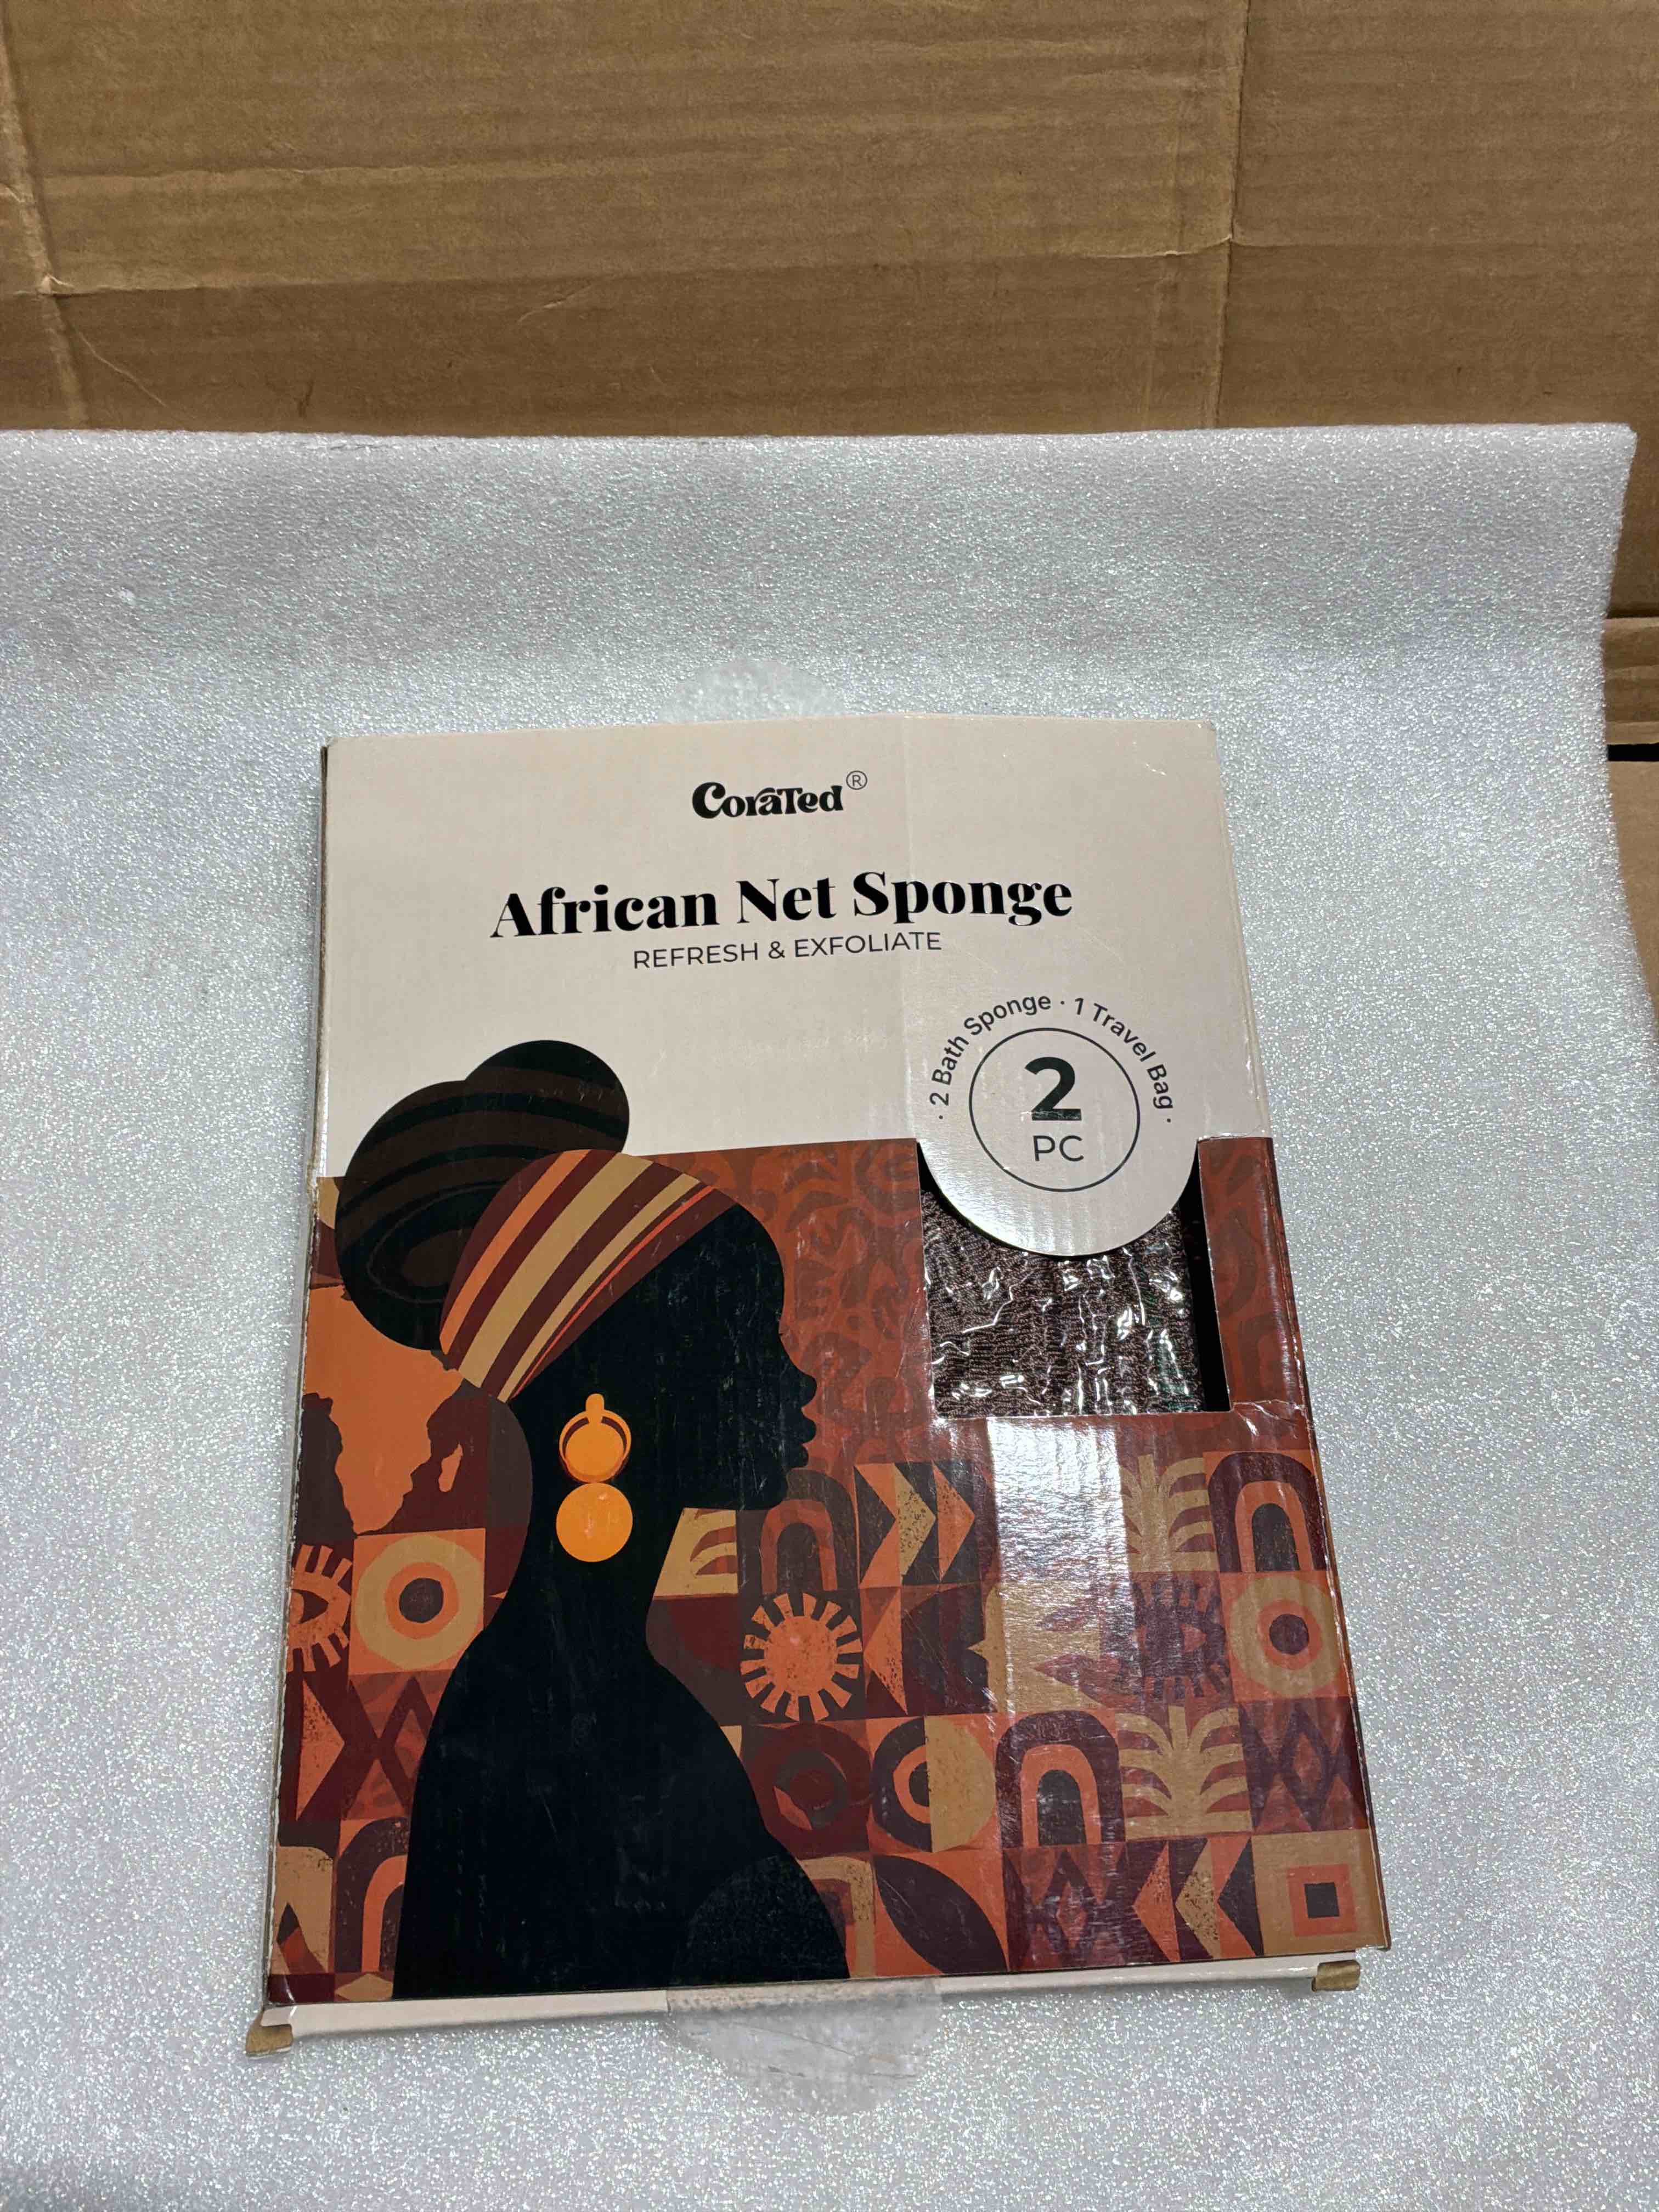 CoraTed®
African Net Sponge
REFRESH & EXFOLIATE
· 2 Bath Sponge · 1 Travel Bag ·
2
PC